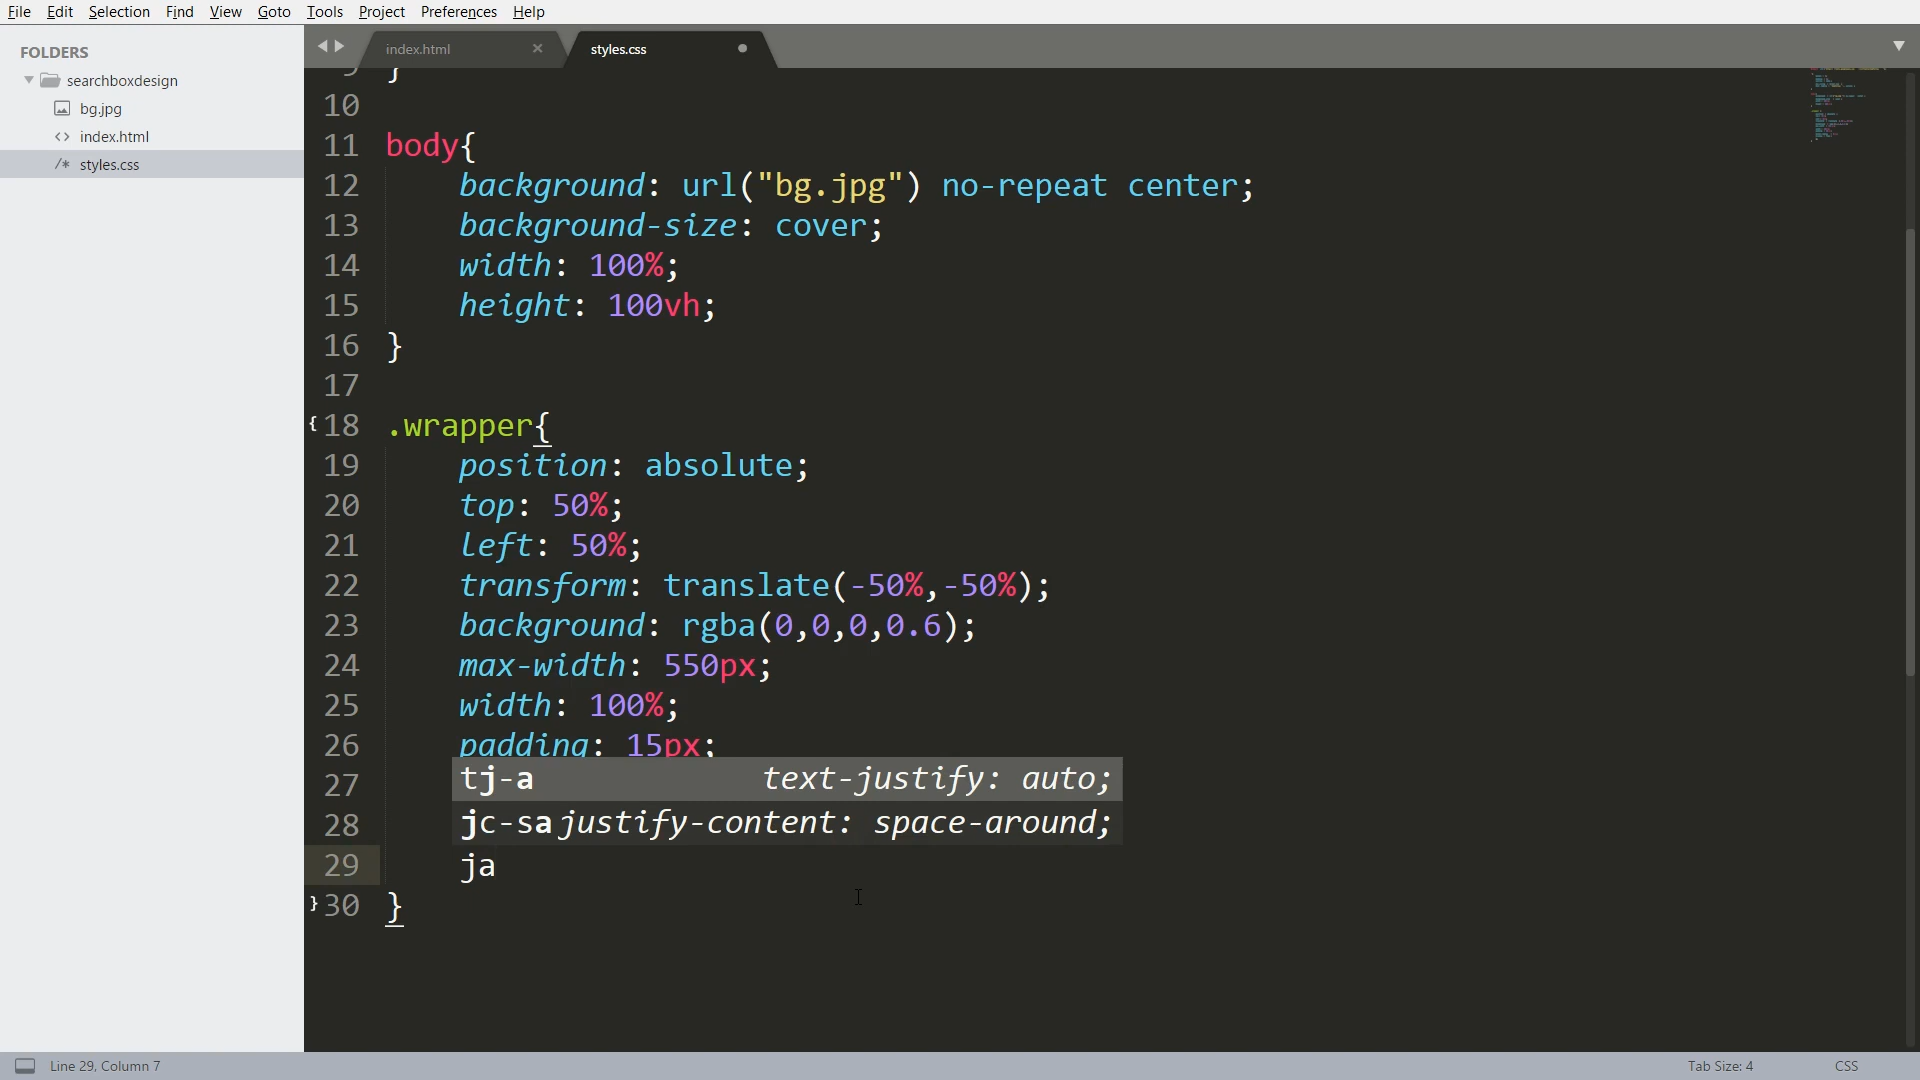 File Edit Selection Find View Goto Tools Project Preferences Help
FOLDERS
searchboxdesign
bg.jpg
index.html
/* styles.css
index.html
styles.css
9 }
10
11 body{
12 background: url("bg.jpg") no-repeat center;
13 background-size: cover;
14 width: 100%;
15 height: 100vh;
16 }
17
{ 18 .wrapper{
19 position: absolute;
20 top: 50%;
21 left: 50%;
22 transform: translate(-50%,-50%);
23 background: rgba(0,0,0,0.6);
24 max-width: 550px;
25 width: 100%;
26 padding: 15px;
27 tj-a text-justify: auto;
28 jc-sa justify-content: space-around;
29 ja
} 30 }
Line 29, Column 7
Tab Size: 4
CSS